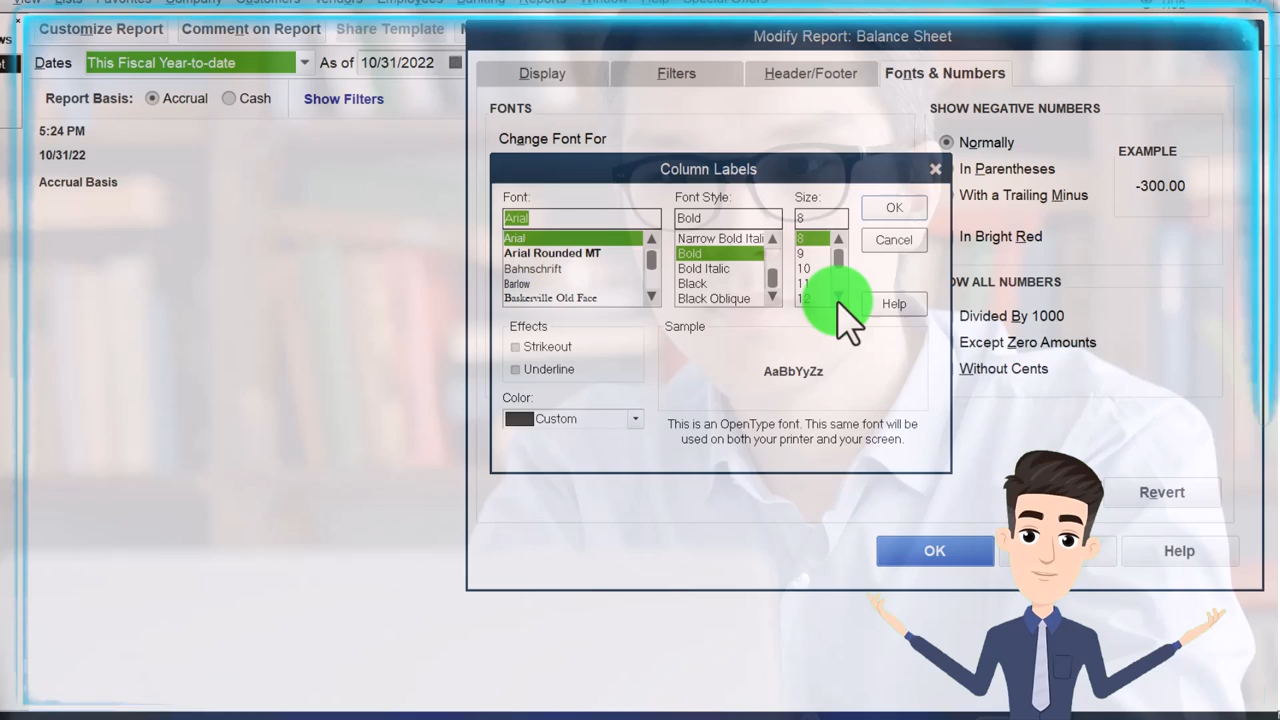 Customize Report Comment on Report Share Template
Dates This Fiscal Year-to-date As of 10/31/2022
Report Basis: Accrual Cash Show Filters
5:24 PM
10/31/22
Accrual Basis
Modify Report: Balance Sheet
Display Filters Header/Footer Fonts & Numbers
FONTS
Change Font For
SHOW NEGATIVE NUMBERS
Normally
In Parentheses
With a Trailing Minus
In Bright Red
EXAMPLE
-300.00
ALL NUMBERS
Divided By 1000
Except Zero Amounts
Without Cents
Column Labels
Font: Font Style: Size:
Arial Bold 8
Arial
Arial Rounded MT
Bahnschrift
Barlow
Baskerville Old Face
Narrow Bold Itali
Bold
Bold Italic
Black
Black Oblique
8
9
10
11
12
OK
Cancel
Help
Effects
Strikeout
Underline
Color:
Custom
Sample
AaBbYyZz
This is an OpenType font. This same font will be
used on both your printer and your screen.
Revert
OK Help